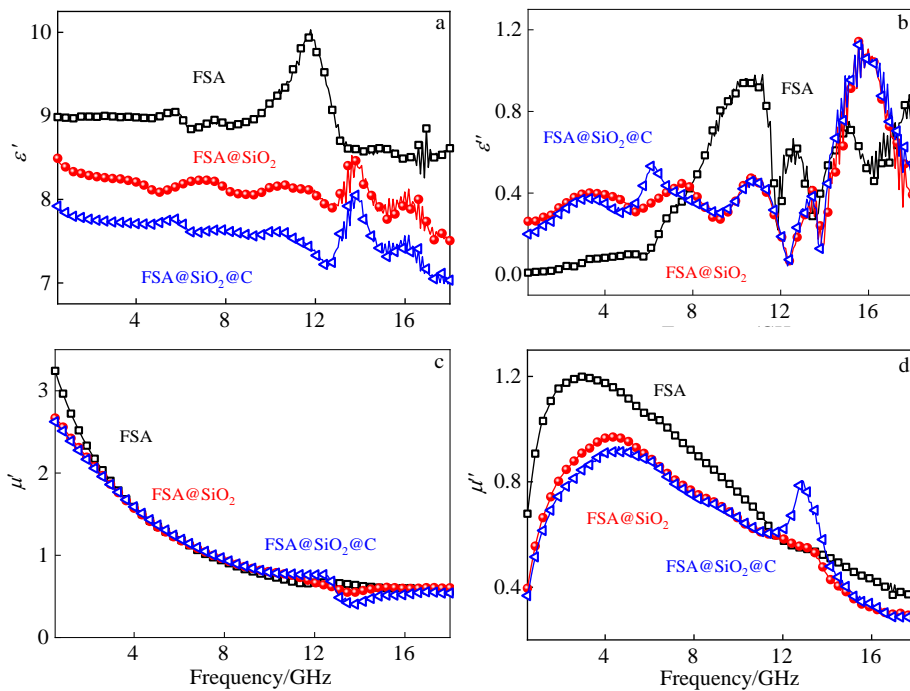 a
10
FSA
9
ε′
FSA@SiO₂
8
FSA@SiO₂@C
7
4 8 12 16
b
1.2
FSA
0.8
FSA@SiO₂@C
ε′
0.4
FSA@SiO₂
0.0
4 8 12 16
c
3
FSA
2
μ′
FSA@SiO₂
1
FSA@SiO₂@C
0
4 8 12 16
Frequency/GHz
d
1.2
FSA
0.8
μ″
FSA@SiO₂
FSA@SiO₂@C
0.4
4 8 12 16
Frequency/GHz